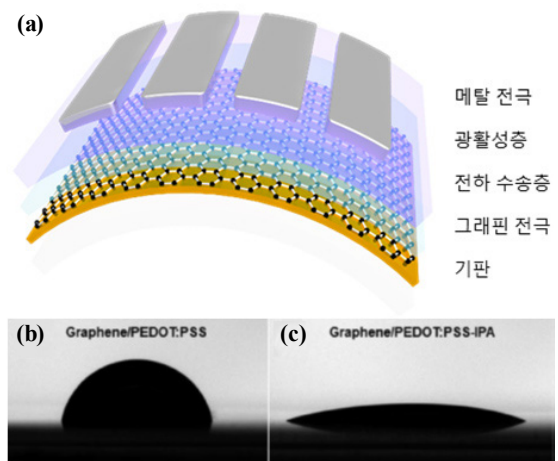 (a)
메탈 전극
광활성층
전하 수송층
그래핀 전극
기판
(b)
Graphene/PEDOT:PSS
(c)
Graphene/PEDOT:PSS-IPA